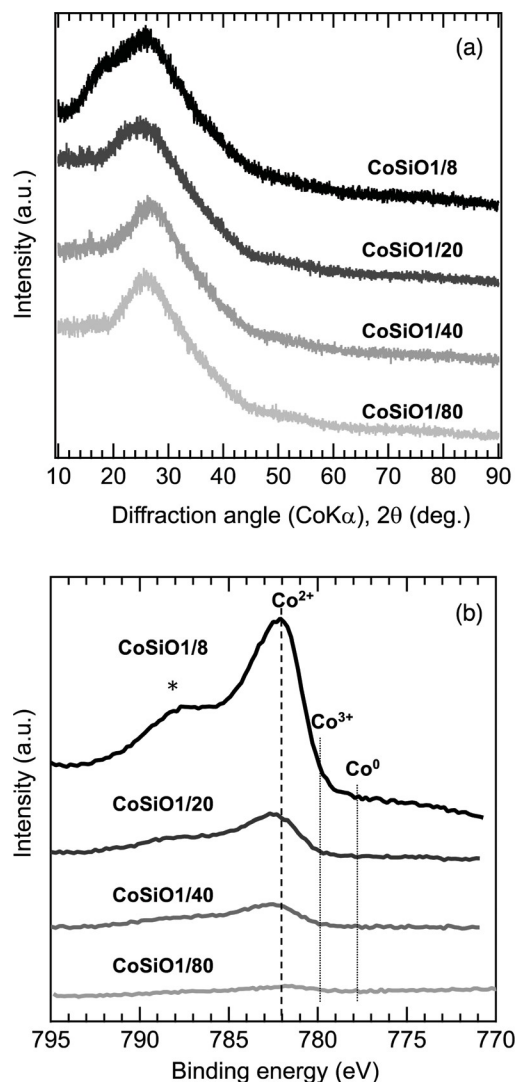 (a)
CoSiO1/8
CoSiO1/20
CoSiO1/40
CoSiO1/80
Intensity (a.u.)
10 20 30 40 50 60 70 80 90
Diffraction angle (CoKα), 2θ (deg.)
(b)
Co²⁺
CoSiO1/8
*
Co³⁺
Co⁰
CoSiO1/20
CoSiO1/40
CoSiO1/80
Intensity (a.u.)
795 790 785 780 775 770
Binding energy (eV)